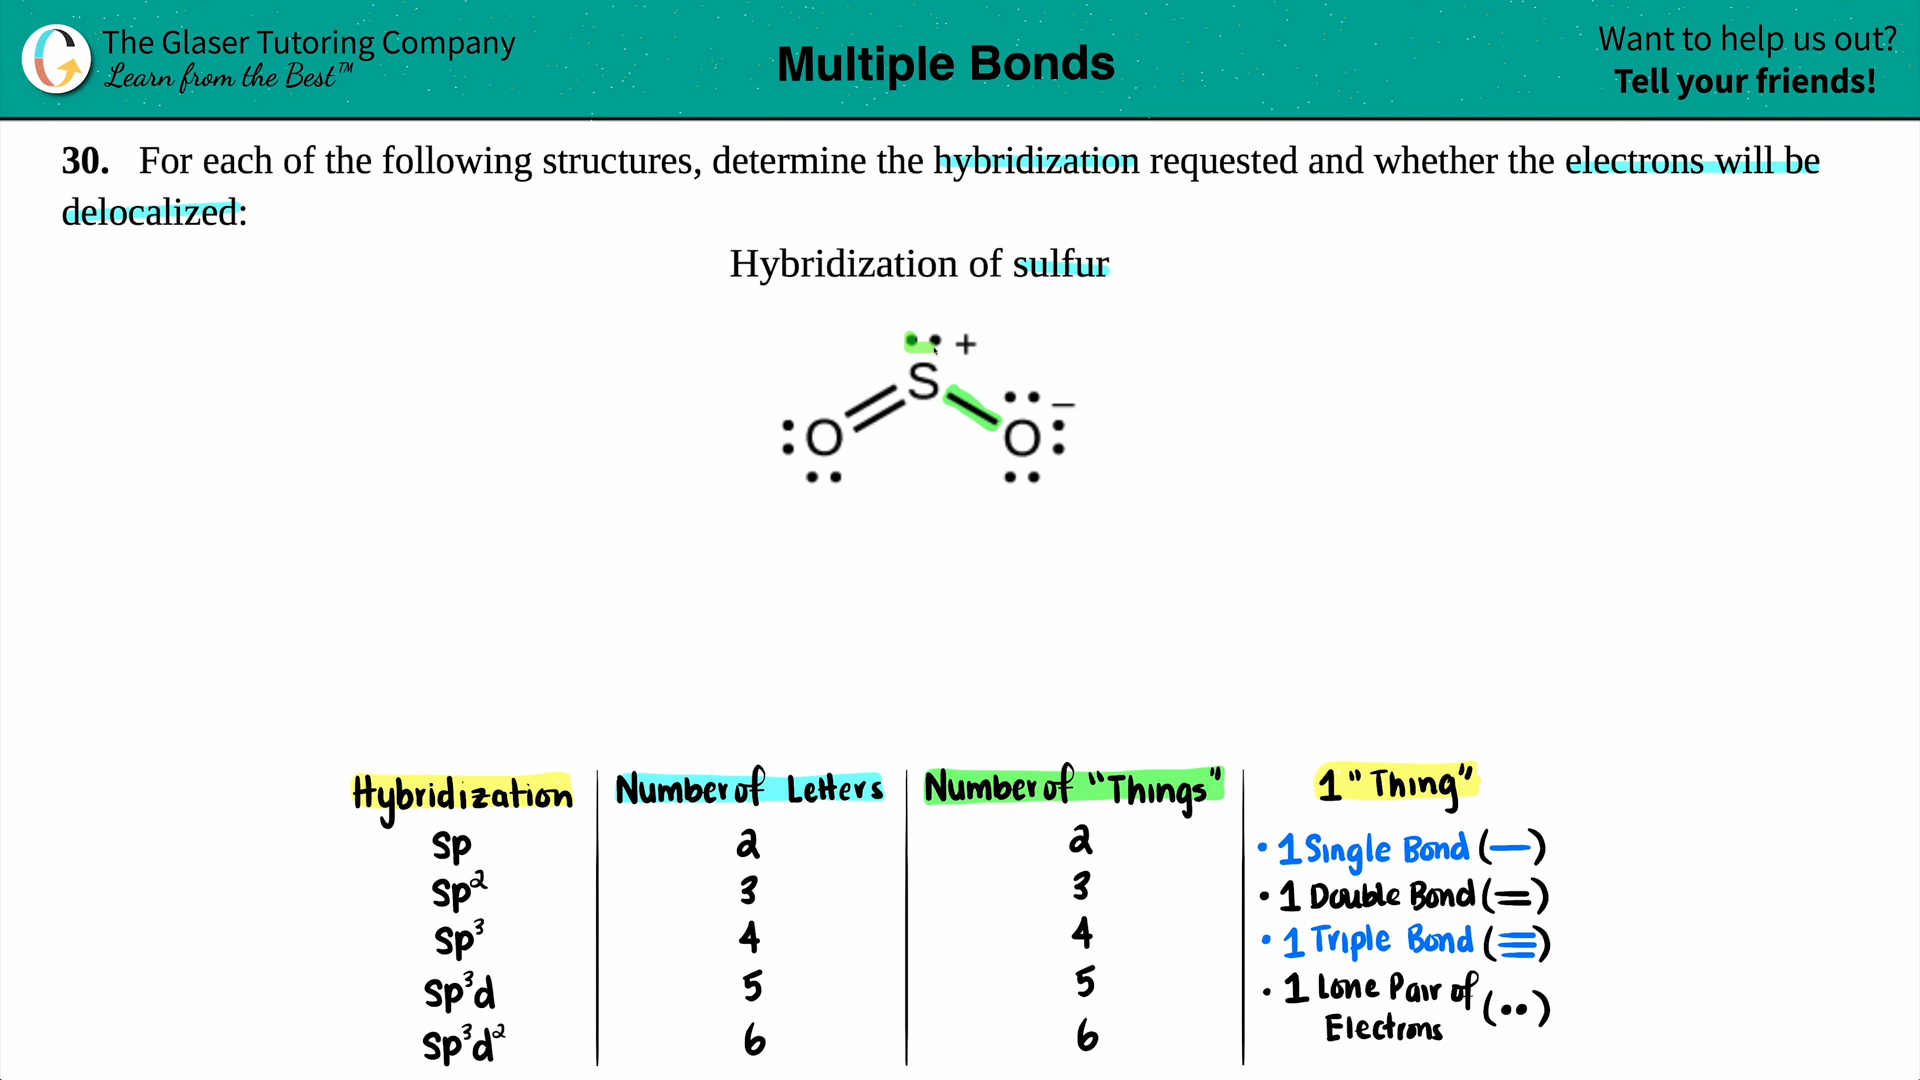 The Glaser Tutoring Company
Learn from the Best™
Multiple Bonds
Want to help us out?
Tell your friends!
30. For each of the following structures, determine the hybridization requested and whether the electrons will be
delocalized:
Hybridization of sulfur
+
S
−
O
O
Hybridization Number of Letters Number of "Things" 1 "Thing"
Sp 2 2 • 1 Single Bond (—)
Sp² 3 3 • 1 Double Bond (=)
Sp³ 4 4 • 1 Triple Bond (≡)
Sp³d 5 5 • 1 Lone Pair of
Electrons (••)
Sp³d² 6 6